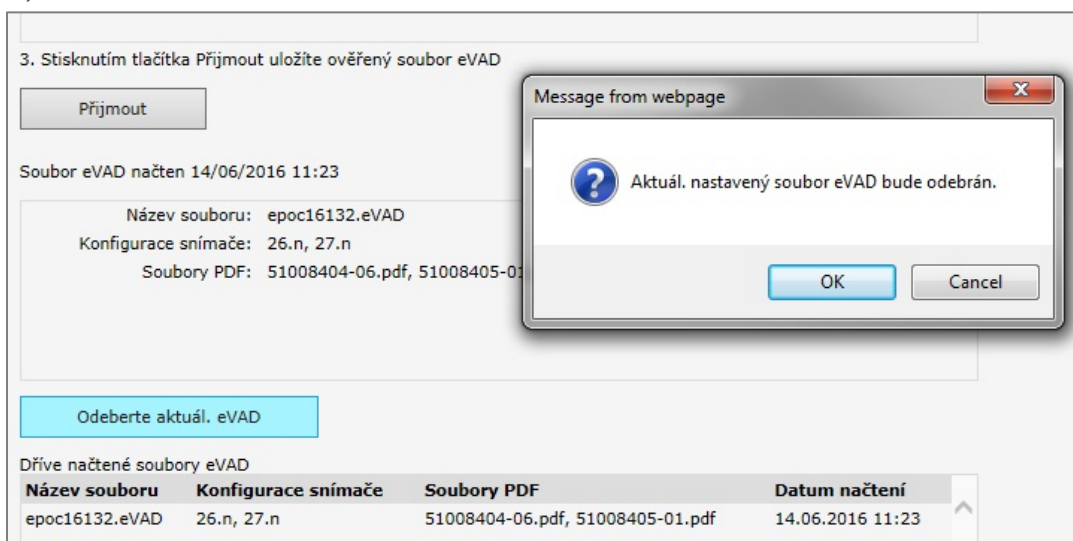 3. Stisknutím tlačítka Přijmout uložíte ověřený soubor eVAD
Přijmout
Message from webpage
Aktuál. nastavený soubor eVAD bude odebrán.
OK
Cancel
Soubor eVAD načten 14/06/2016 11:23
Název souboru: epoc16132.eVAD
Konfigurace snímače: 26.n, 27.n
Soubory PDF: 51008404-06.pdf, 51008405-01
Odeberte aktuál. eVAD
Dříve načtené soubory eVAD
Název souboru Konfigurace snímače Soubory PDF Datum načtení
epoc16132.eVAD 26.n, 27.n 51008404-06.pdf, 51008405-01.pdf 14.06.2016 11:23